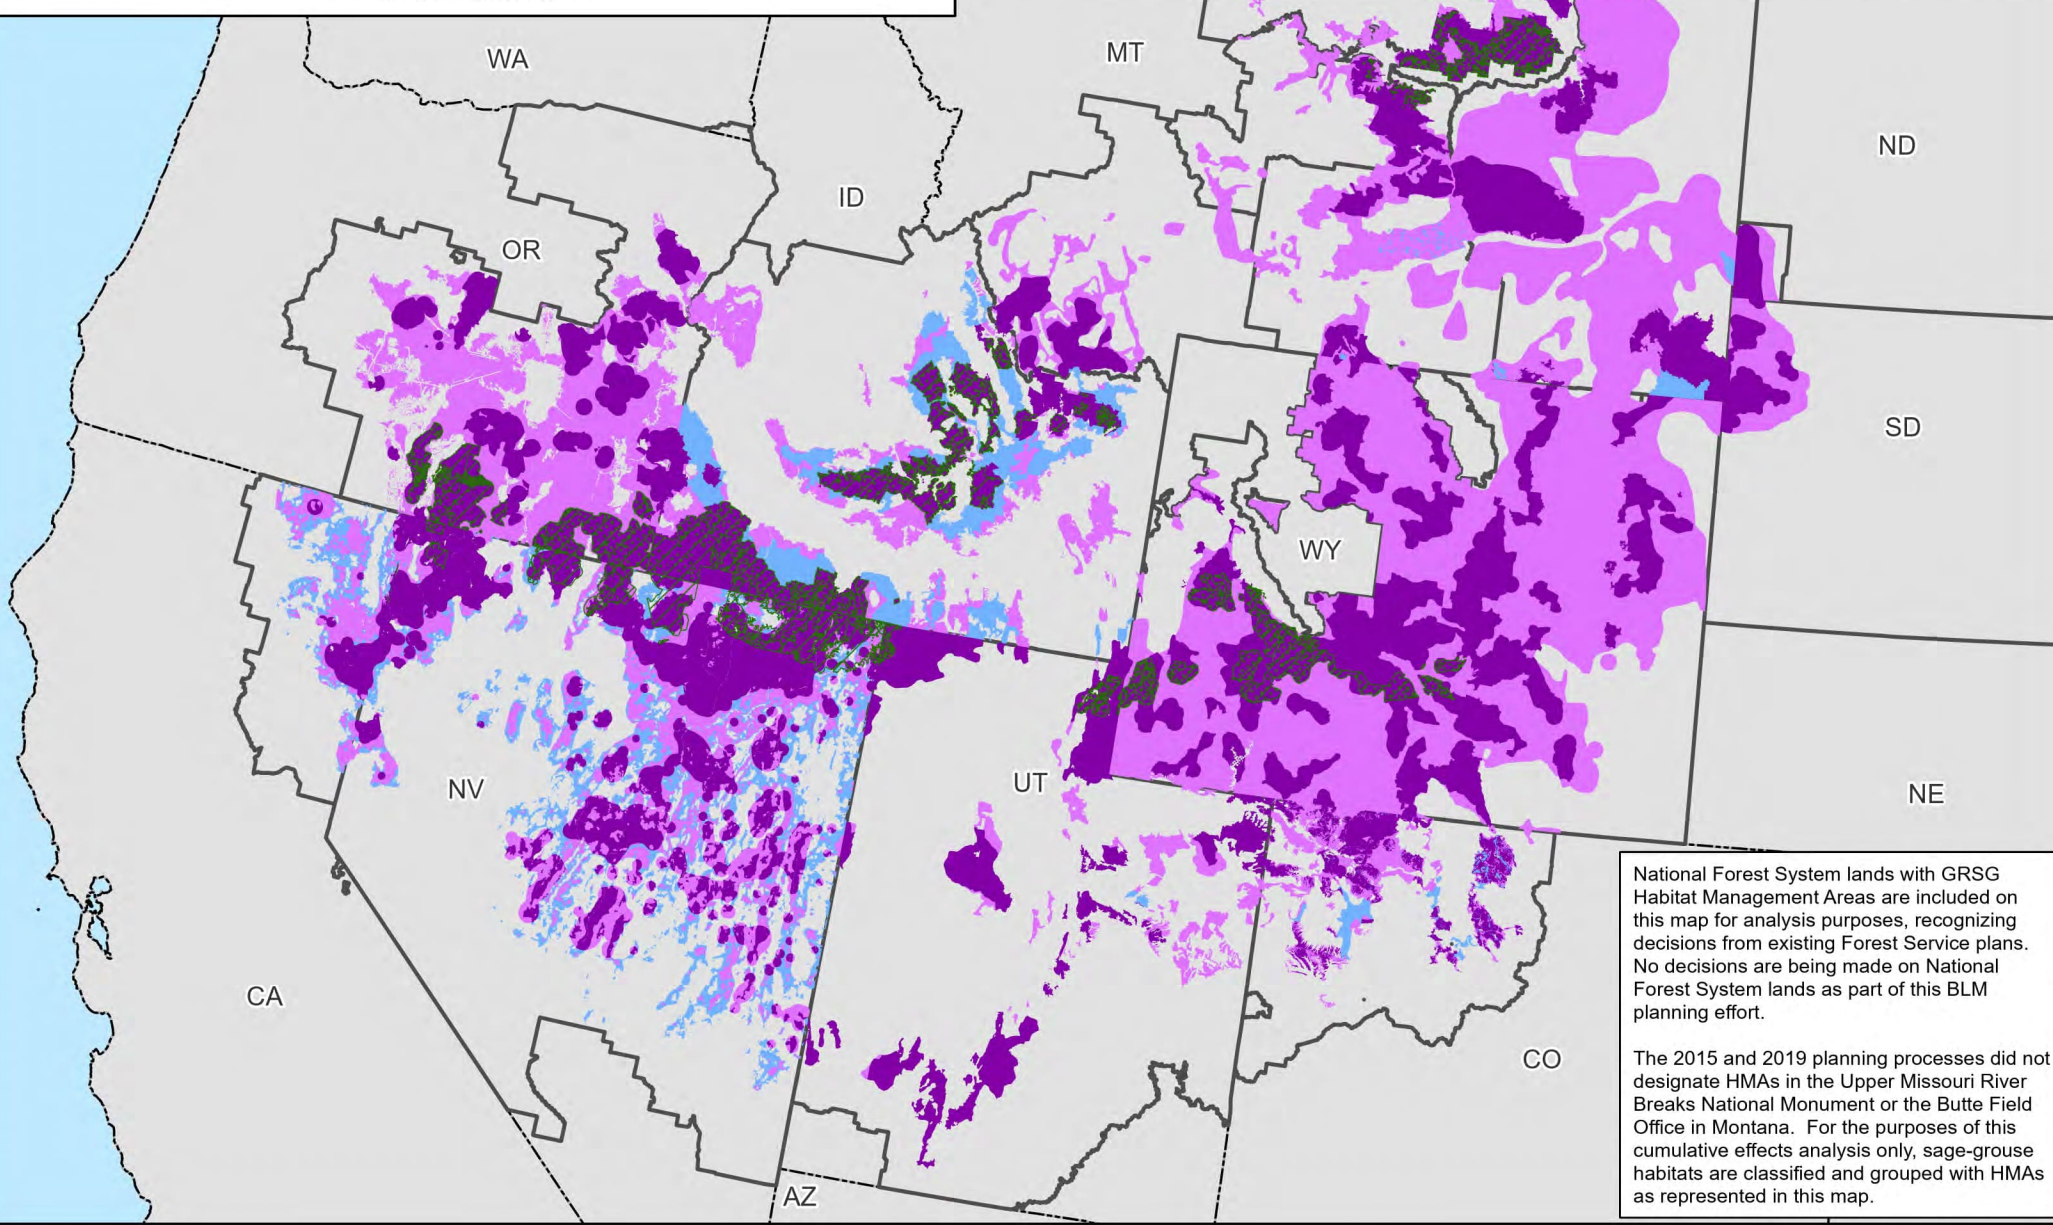 WA
MT
ND
ID
OR
SD
WY
NV
UT
NE
CA
CO
AZ
National Forest System lands with GRSG
Habitat Management Areas are included on
this map for analysis purposes, recognizing
decisions from existing Forest Service plans.
No decisions are being made on National
Forest System lands as part of this BLM
planning effort.
The 2015 and 2019 planning processes did not
designate HMAs in the Upper Missouri River
Breaks National Monument or the Butte Field
Office in Montana. For the purposes of this
cumulative effects analysis only, sage-grouse
habitats are classified and grouped with HMAs
as represented in this map.